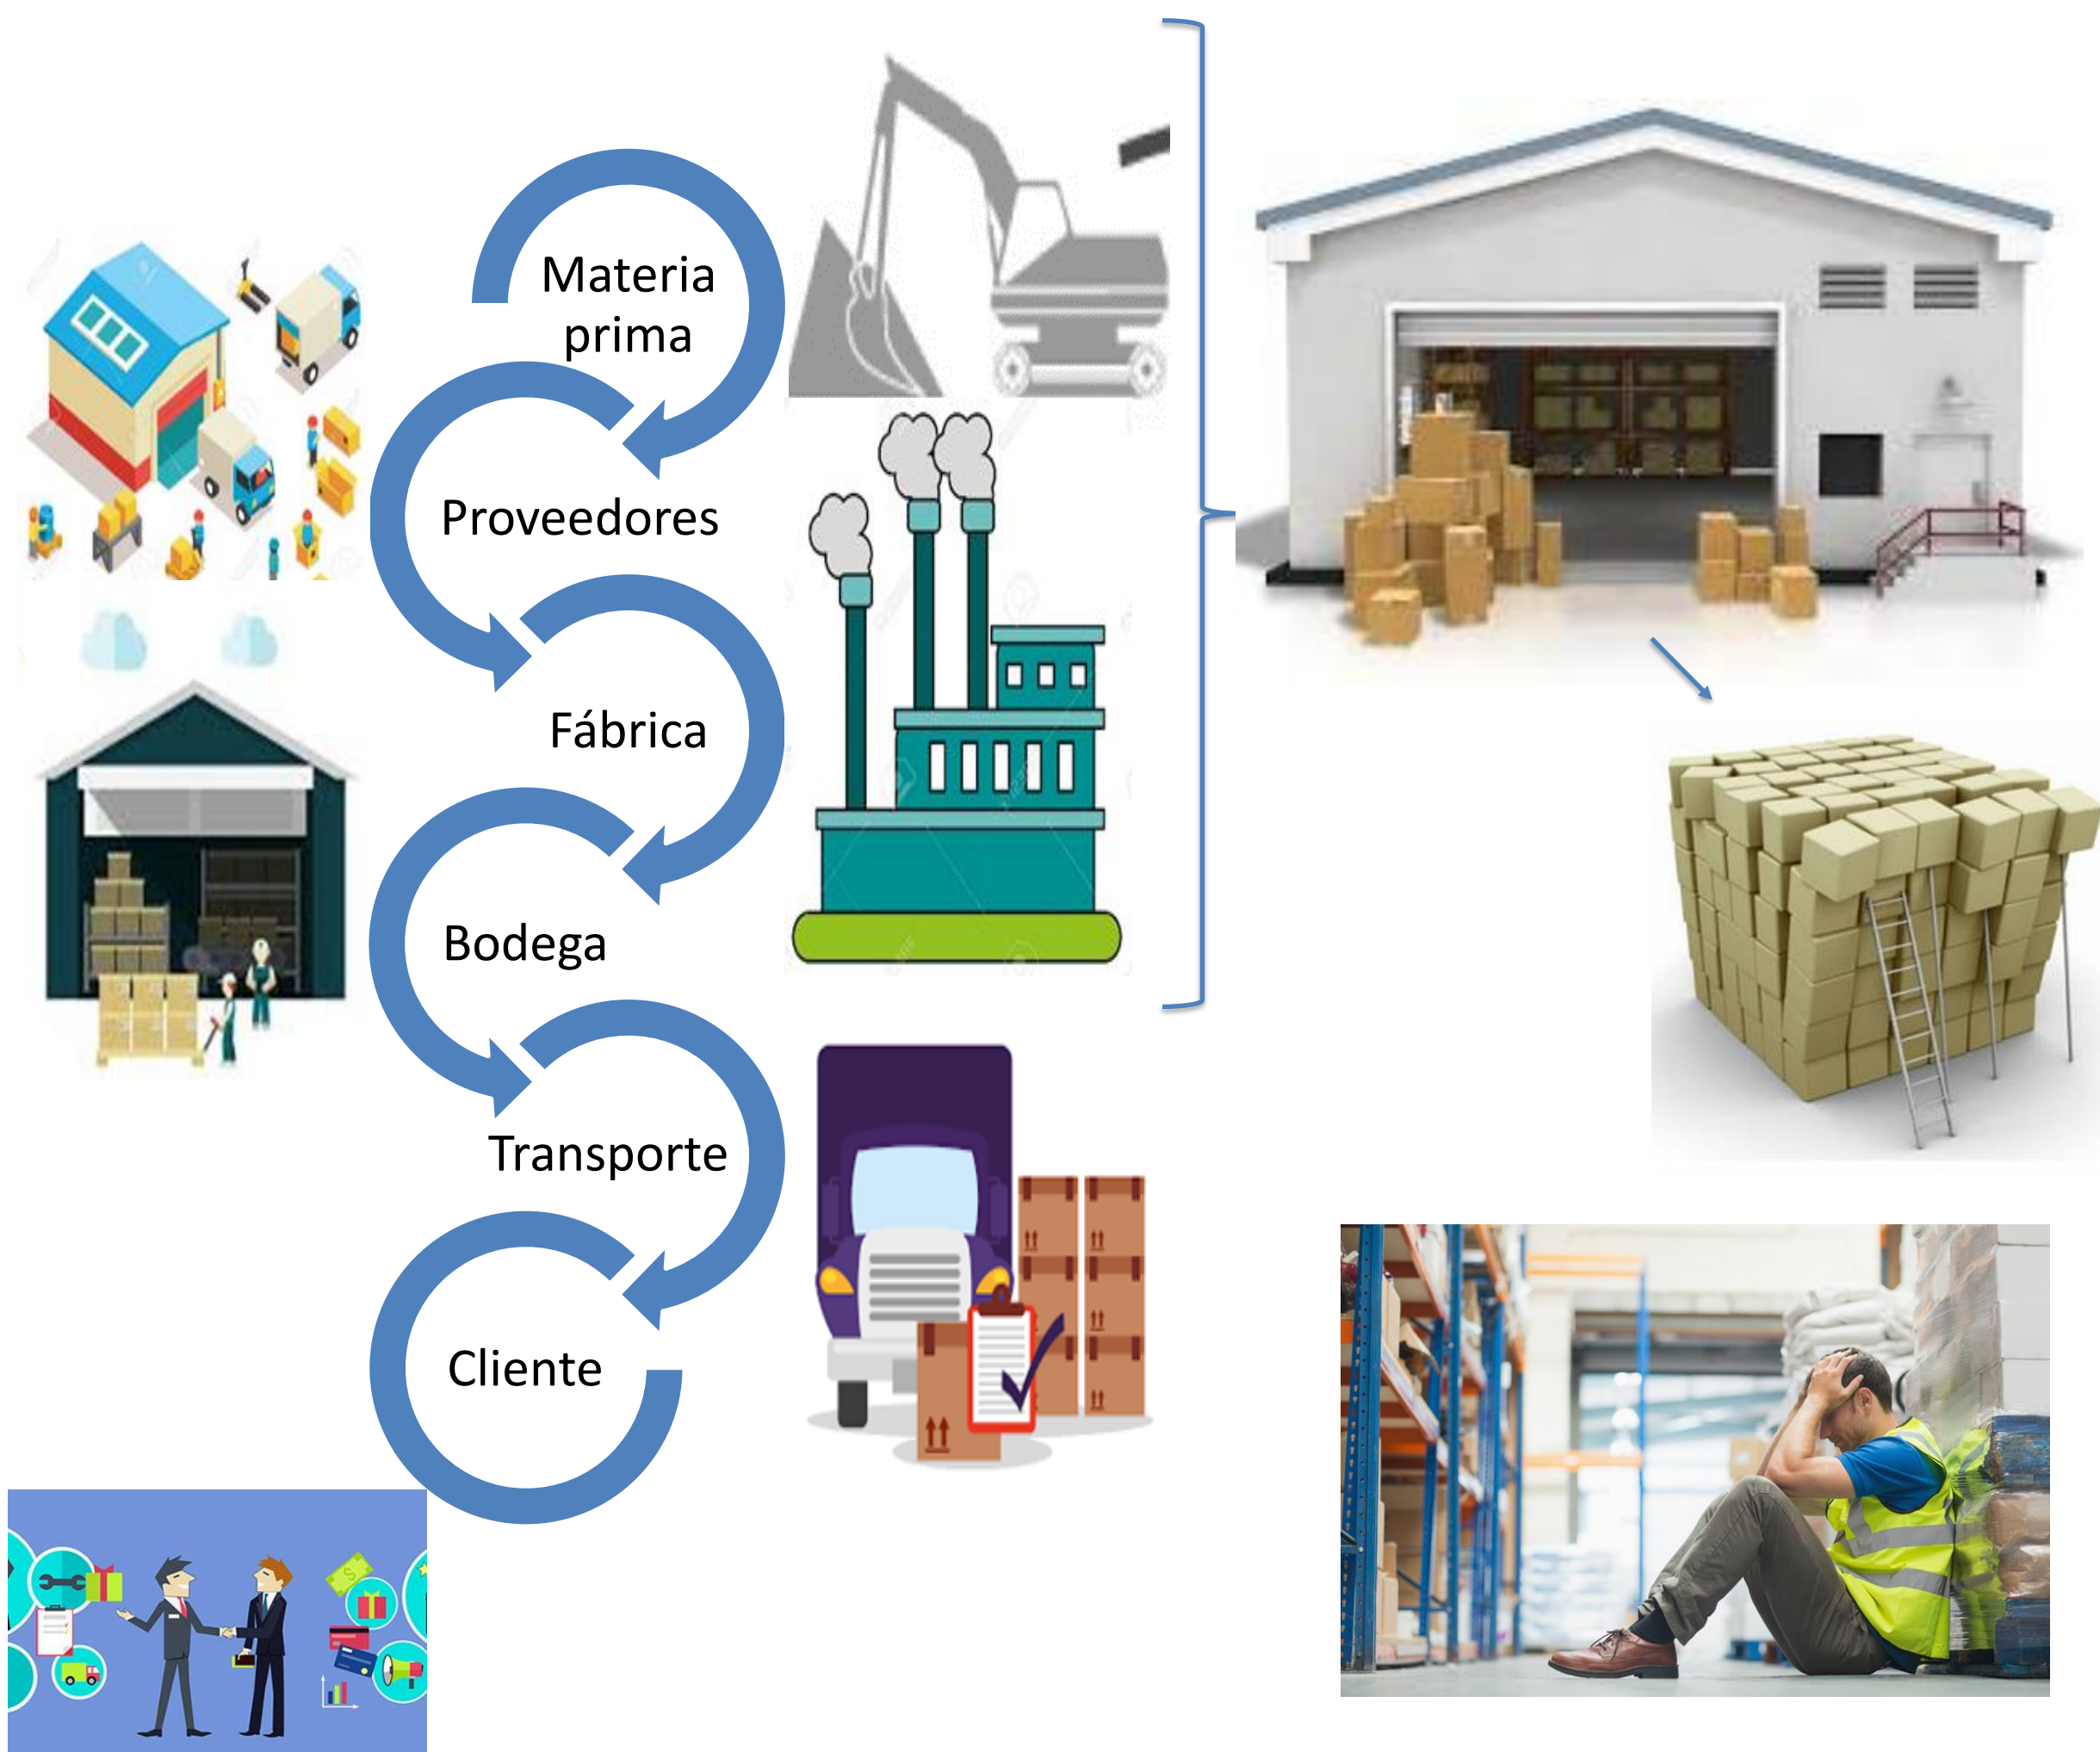 Materia
prima
Proveedores
Fábrica
Bodega
Transporte
Cliente